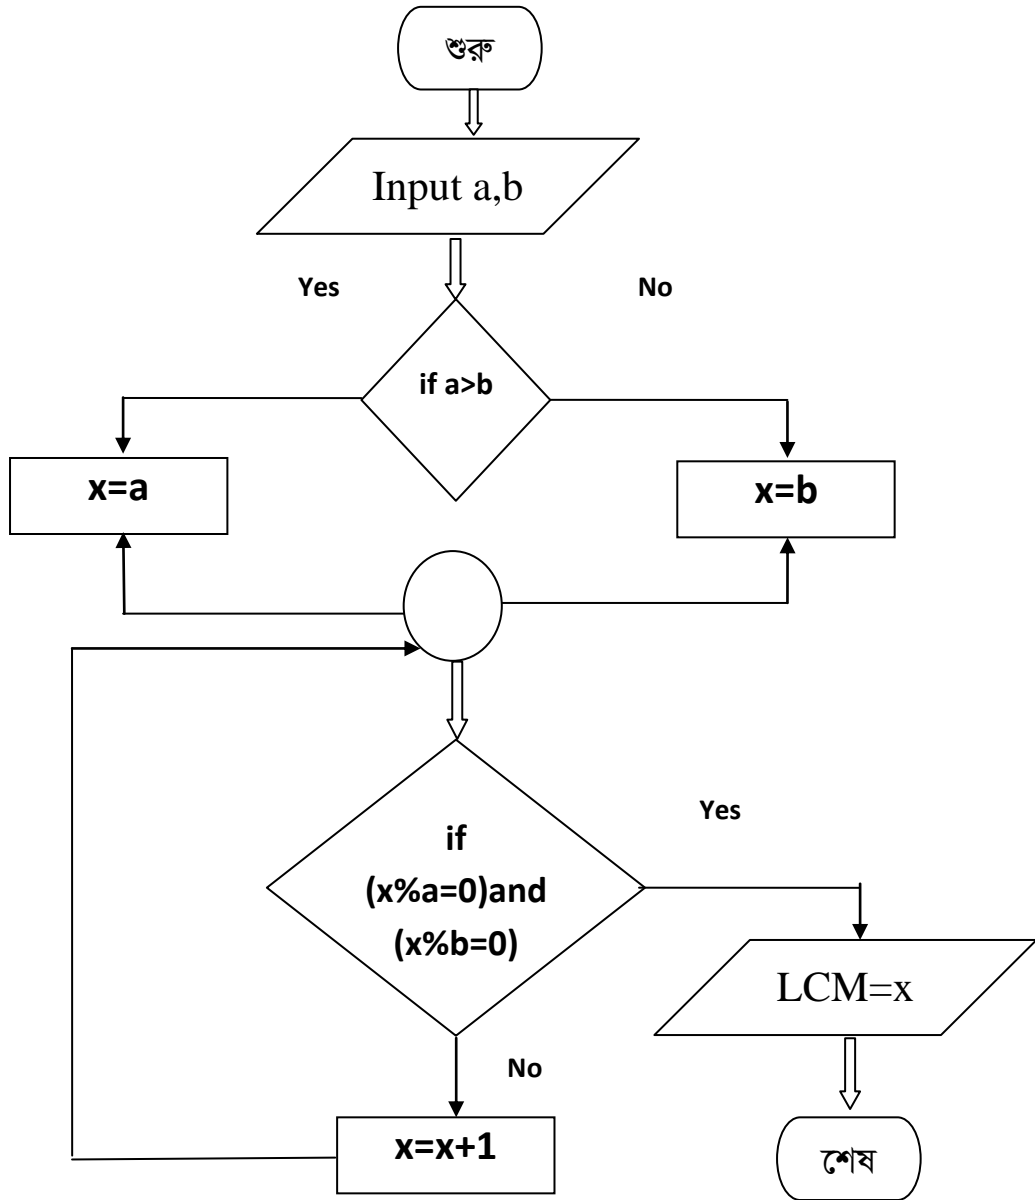 শুরু
Input a,b
Yes
No
if a>b
x=a
x=b
if
(x%a=0)and
(x%b=0)
Yes
LCM=x
No
x=x+1
শেষ